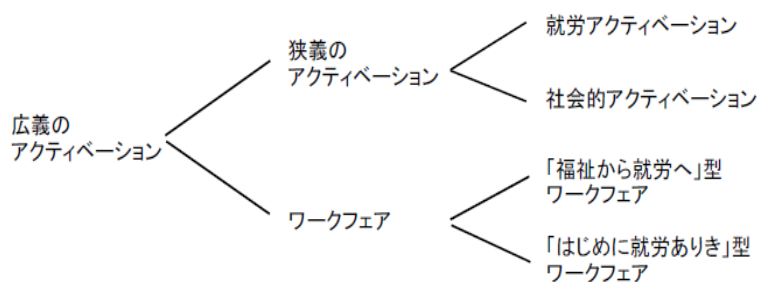 広義の
アクティベーション
狭義の
アクティベーション
就労アクティベーション
社会的アクティベーション
ワークフェア
「福祉から就労へ」型
ワークフェア
「はじめに就労ありき」型
ワークフェア